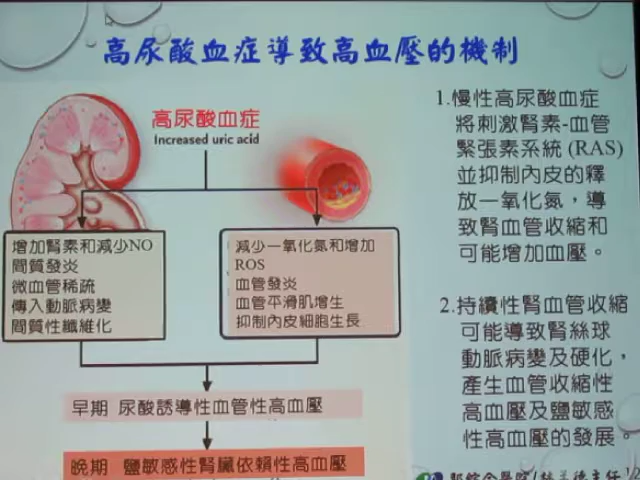 高尿酸血症導致高血壓的機制
高尿酸血症
Increased uric acid
增加腎素和減少NO
間質發炎
微血管稀疏
傳入動脈病變
間質性纖維化
減少一氧化氮和增加
ROS
血管發炎
血管平滑肌增生
抑制內皮細胞生長
早期 尿酸誘導性血管性高血壓
晚期 鹽敏感性腎臟依賴性高血壓
1.慢性高尿酸血症
將刺激腎素-血管
緊張素系統(RAS)
並抑制內皮的釋
放一氧化氮，導
致腎血管收縮和
可能增加血壓。
2.持續性腎血管收縮
可能導致腎絲球
動脈病變及硬化，
產生血管收縮性
高血壓及鹽敏感
性高血壓的發展。